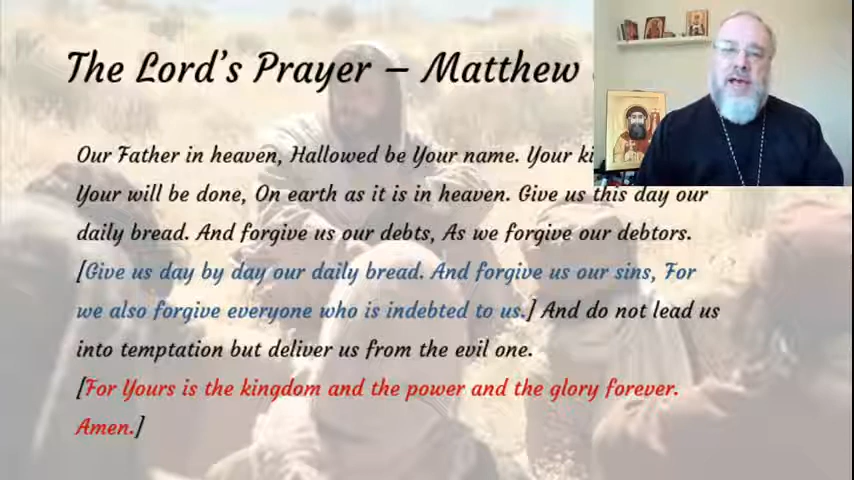 The Lord's Prayer – Matthew
Our Father in heaven, Hallowed be Your name. Your
Your will be done, On earth as it is in heaven. Give us this day our
daily bread. And forgive us our debts, As we forgive our debtors.
[Give us day by day our daily bread. And forgive us our sins, For
we also forgive everyone who is indebted to us.] And do not lead us
into temptation but deliver us from the evil one.
[For Yours is the kingdom and the power and the glory forever.
Amen.]